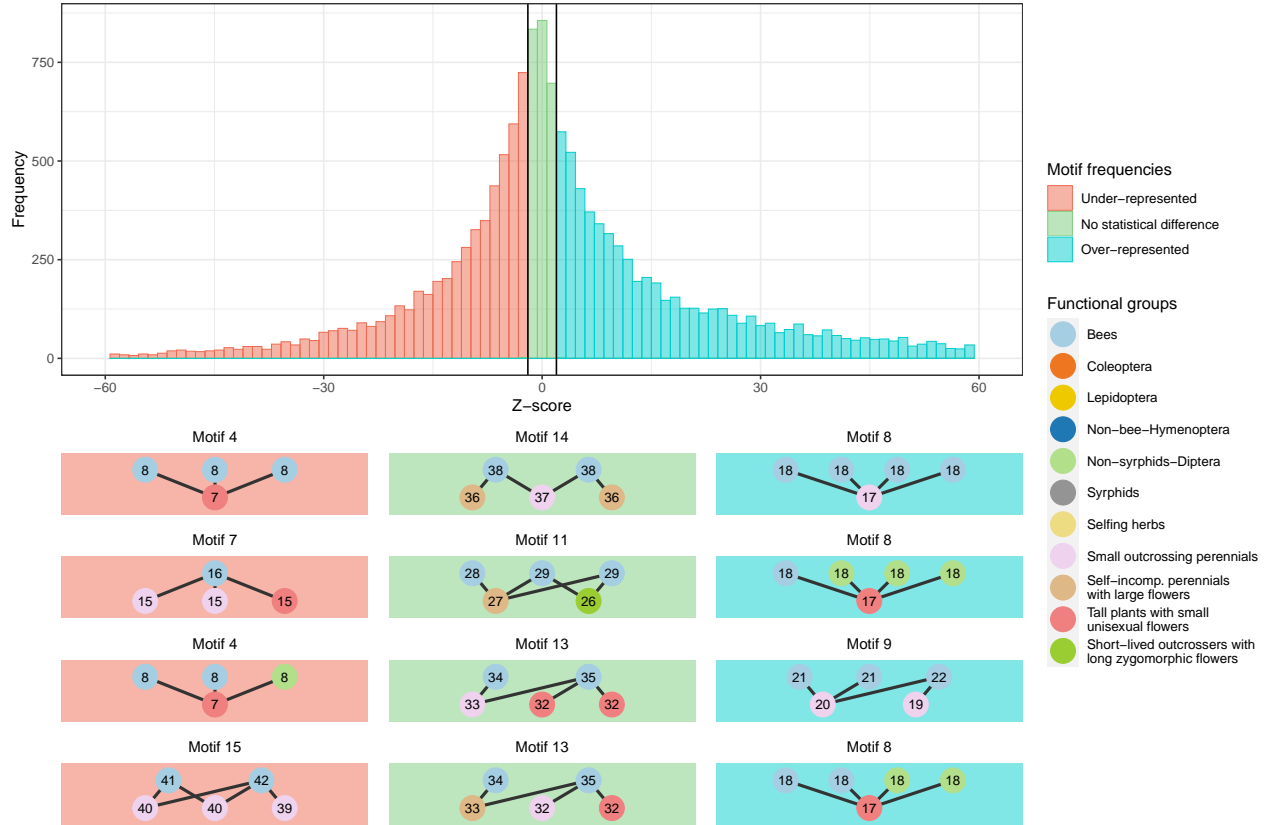 750
500
250
0
Frequency
−60
−30
0
30
60
Z−score
Motif frequencies
Under−represented
No statistical difference
Over−represented
Functional groups
Bees
Coleoptera
Lepidoptera
Non−bee−Hymenoptera
Non−syrphids−Diptera
Syrphids
Selfing herbs
Small outcrossing perennials
Self−incomp. perennials
with large flowers
Tall plants with small
unisexual flowers
Short−lived outcrossers with
long zygomorphic flowers
Motif 4
8 8 8
7
Motif 14
38 38
36 37 36
Motif 8
18 18 18 18
17
Motif 7
16
15 15 15
Motif 11
28 29 29
27 26
Motif 8
18 18 18 18
17
Motif 4
8 8 8
7
Motif 13
34 35
33 32 32
Motif 9
21 21 22
20 19
Motif 15
41 42
40 40 39
Motif 13
34 35
33 32 32
Motif 8
18 18 18 18
17